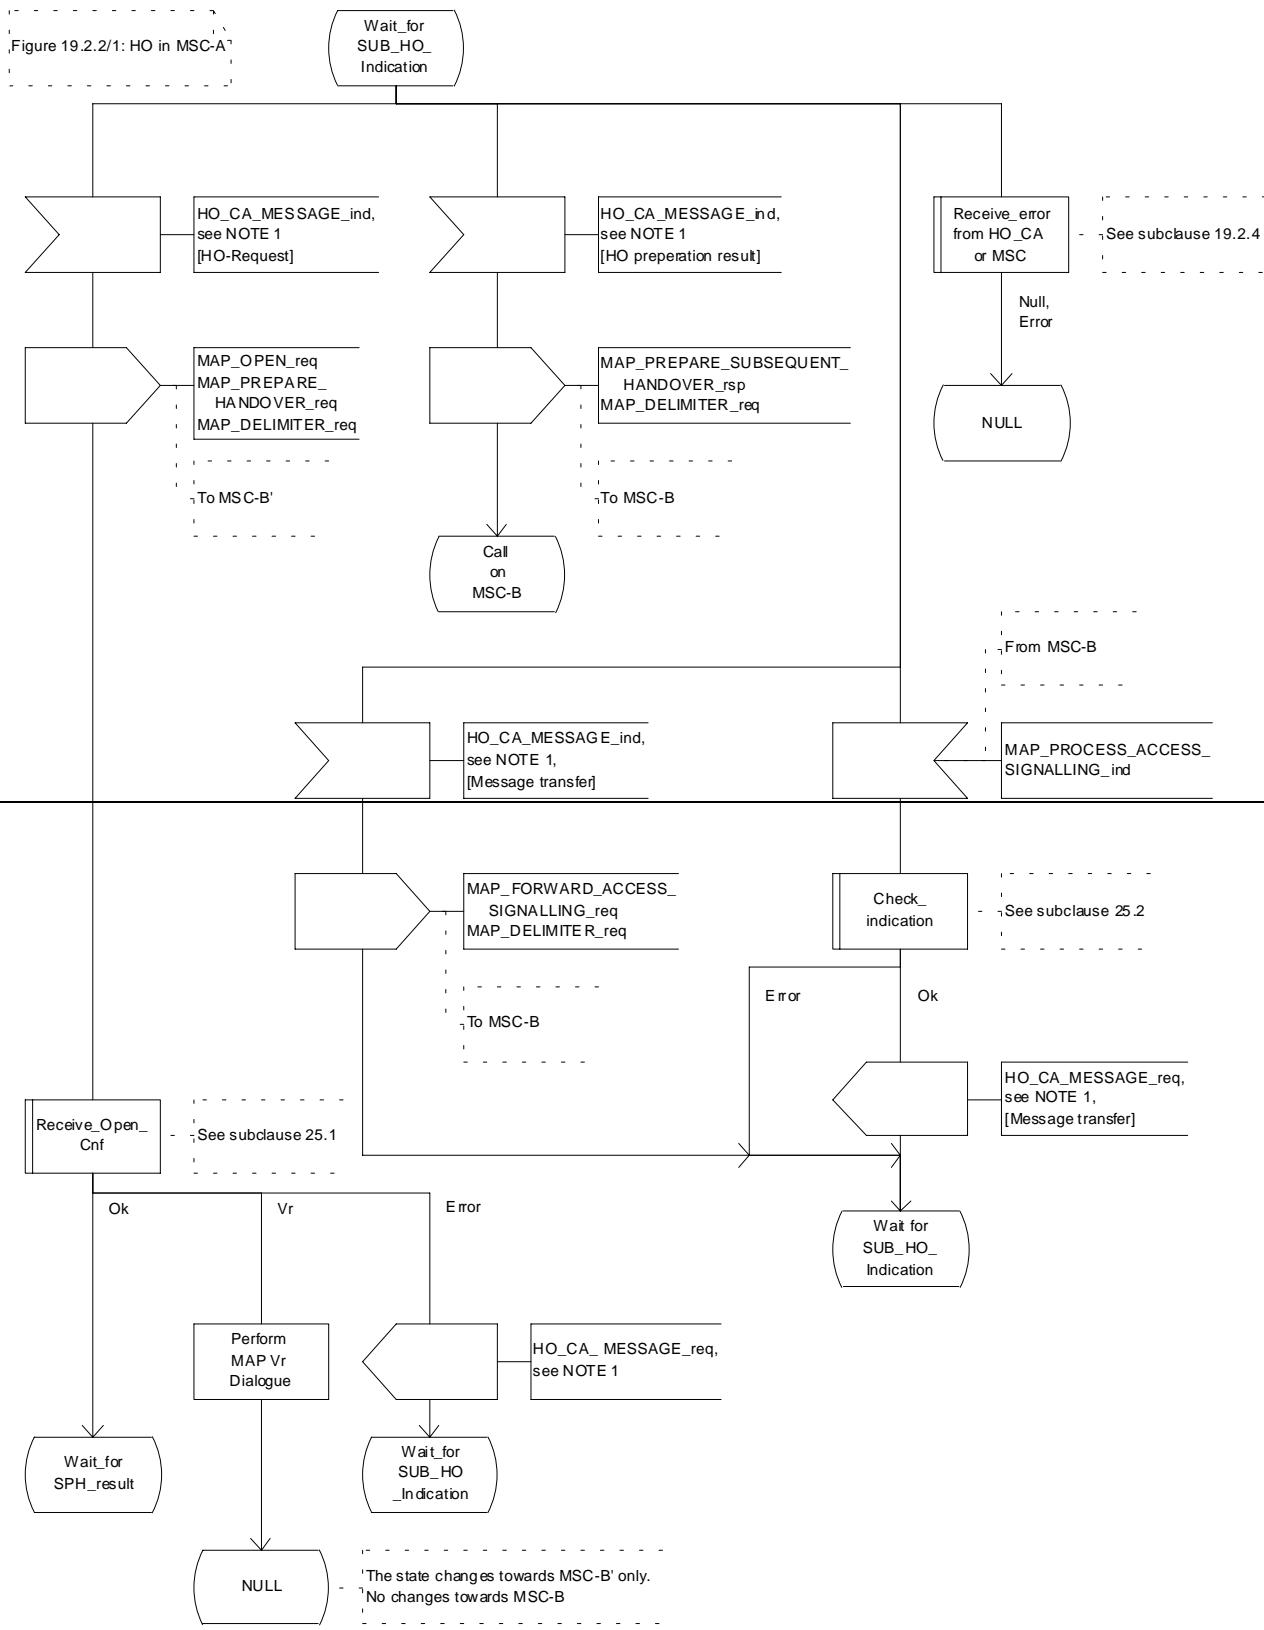 Figure 19.2.2/1: HO in MSC-A
Wait_for
SUB_HO_
Indication
HO_CA_MESSAGE_ind,
see NOTE 1
[HO-Request]
HO_CA_MESSAGE_ind,
see NOTE 1
[HO preperation result]
Receive_error
from HO_CA
or MSC
See subclause 19.2.4
Null,
Error
MAP_OPEN_req
MAP_PREPARE_
HANDOVER_req
MAP_DELIMITER_req
MAP_PREPARE_SUBSEQUENT_
HANDOVER_rsp
MAP_DELIMITER_req
NULL
To MSC-B'
To MSC-B
Call
on
MSC-B
From MSC-B
HO_CA_MESSAGE_ind,
see NOTE 1,
[Message transfer]
MAP_PROCESS_ACCESS_
SIGNALLING_ind
MAP_FORWARD_ACCESS_
SIGNALLING_req
MAP_DELIMITER_req
Check_
indication
See subclause 25.2
Error
Ok
To MSC-B
HO_CA_MESSAGE_req,
see NOTE 1,
[Message transfer]
Receive_Open_
Cnf
See subclause 25.1
Ok
Vr
Error
Wait for
SUB_HO_
Indication
Perform
MAP Vr
Dialogue
HO_CA_ MESSAGE_req,
see NOTE 1
Wait_for
SPH_result
Wait_for
SUB_HO
_Indication
NULL
The state changes towards MSC-B' only.
No changes towards MSC-B